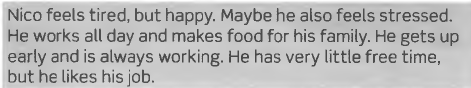 Nico feels tired, but happy. Maybe he also feels stressed.
He works all day and makes food for his family. He gets up
early and is always working. He has very little free time,
but he likes his job.